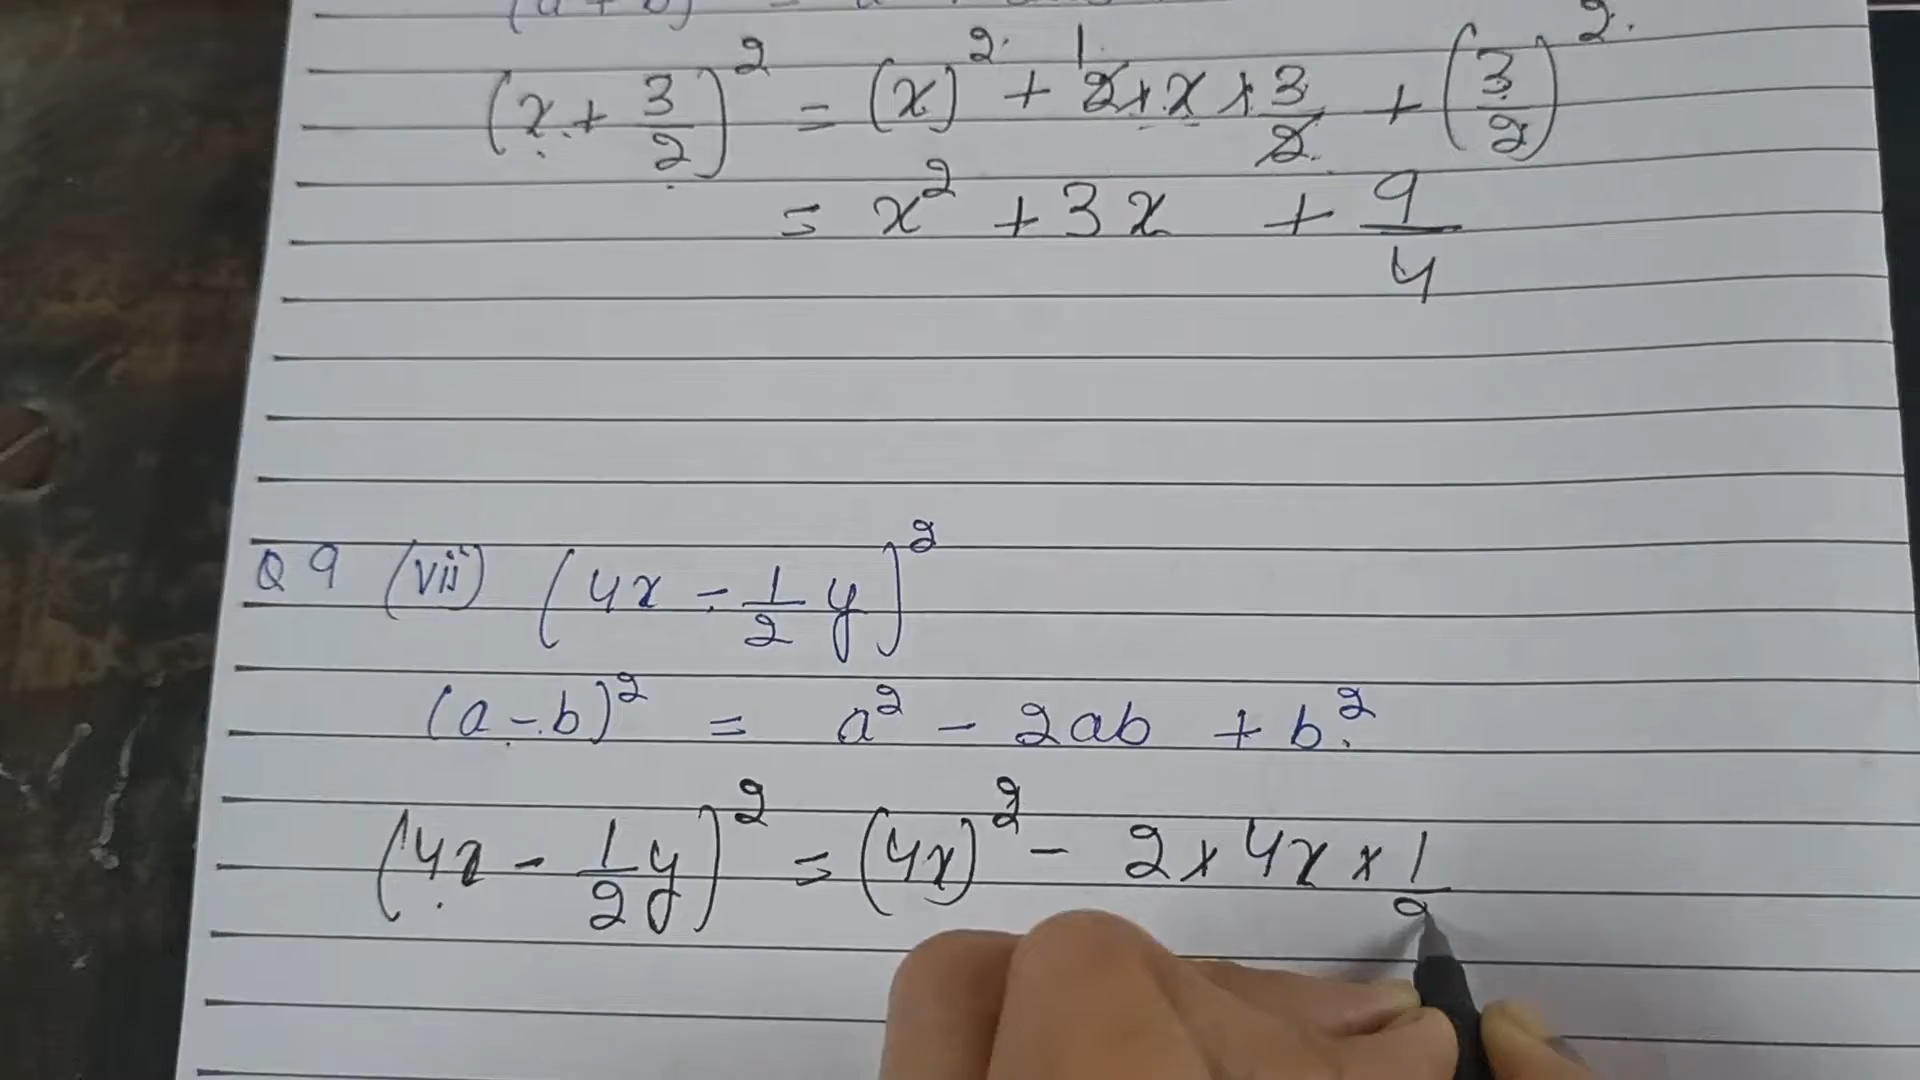 (x + 3/2)² = (x)² + 2 × x × 3/2 + (3/2)²
1
= x² + 3x + 9/4
Q 9 (vii) (4x - 1/2 y)²
(a - b)² = a² - 2ab + b²
(4x - 1/2 y)² = (4x)² - 2 × 4x × 1/2